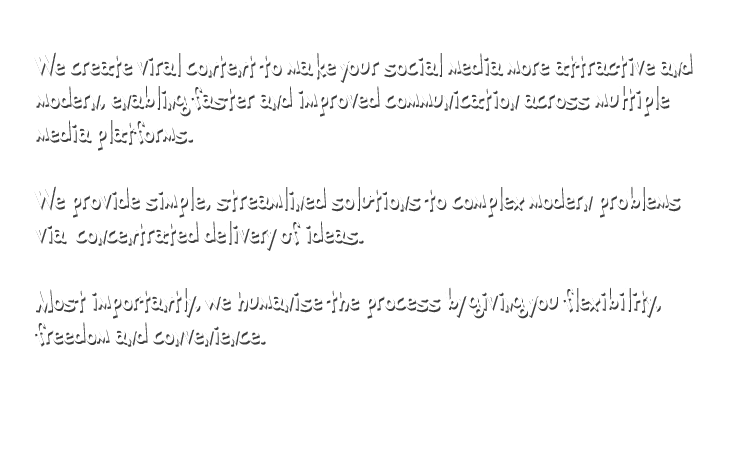 We create viral content to make your social media more attractive and
modern, enabling faster and improved communication across multiple
media platforms.
We provide simple, streamlined solutions to complex modern problems
via concentrated delivery of ideas.
Most importantly, we humanise the process by giving you flexibility,
freedom and convenience.